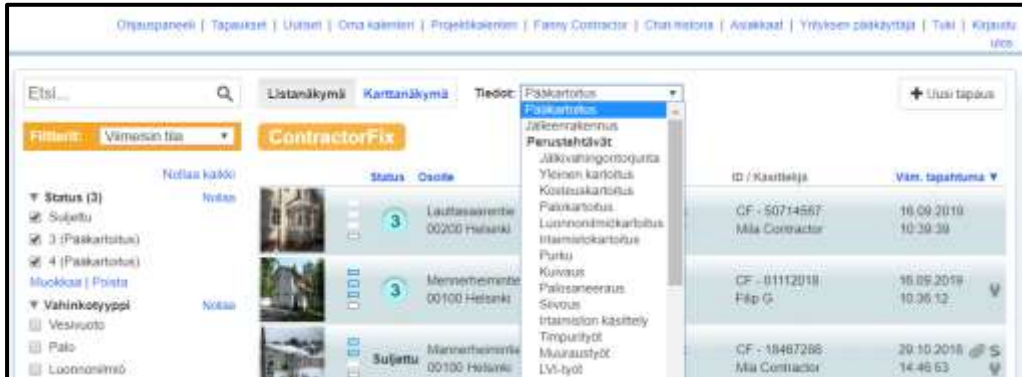 Ohjauspaneeli | Tapaukset | Uutiset | Oma kalenteri | Projektikalenteri | Fanny Contractor | Chat historia | Asiakkaat | Yrityksen pääkäyttäjä | Tuki | Kirjaudu
ulos
Etsi...
Listanäkymä Karttanäkymä Tiedot: Pääkartoitus
+ Uusi tapaus
Pääkartoitus
Jälleenrakennus
Perustehtävät
Jälkivahingontorjunta
Yleinen kartoitus
Kosteuskartoitus
Palokartoitus
Luonnonilmiökartoitus
Irtaimistokartoitus
Purku
Kuivaus
Palosaneeraus
Siivous
Irtaimiston käsittely
Timpurityöt
Muuraustyöt
LVI-työt
Filtterit: Viimeisin tila
ContractorFix
Nollaa kaikki
Status (3) Nollaa
Suljettu
3 (Pääkartoitus)
4 (Pääkartoitus)
Muokkaa | Poista
Vahinkotyyppi Nollaa
Vesivuoto
Palo
Luonnonilmiö
Status Osoite ID / Käsittelijä Viim. tapahtuma ▼
3 Lauttasaarentie CF - 50714567 16.09.2019
00200 Helsinki Miia Contractor 10:39:39
3 Mannerheimintie CF - 01112018 16.09.2019
00100 Helsinki Filip G 10:36:12
Suljettu Mannerheimintie CF - 18467288 29.10.2018 S
00100 Helsinki Miia Contractor 14:46:53